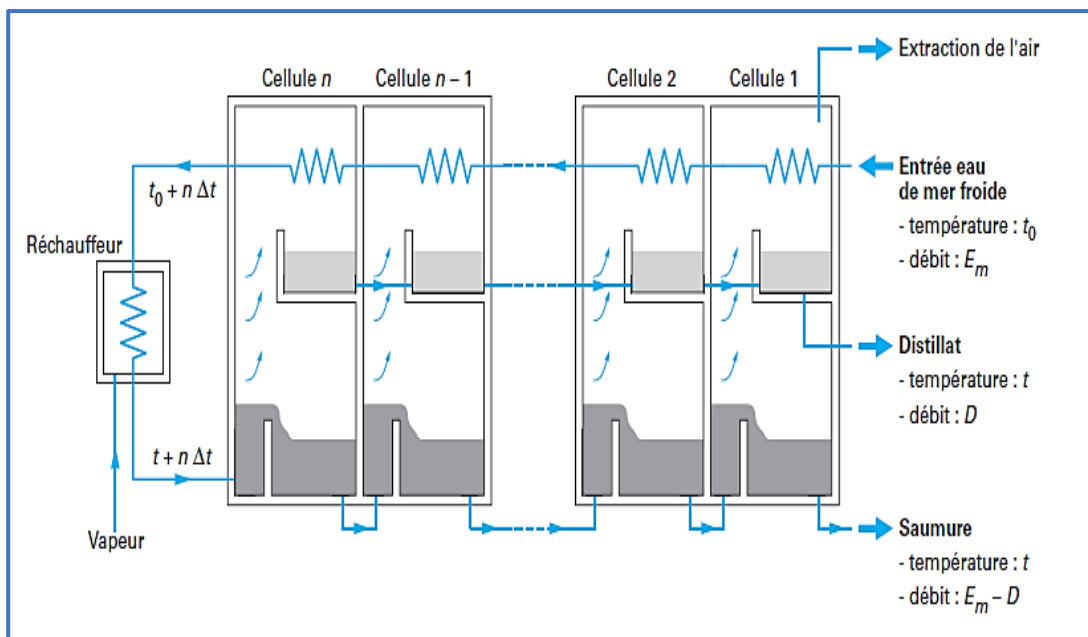 Extraction de l'air
Cellule n
Cellule n – 1
Cellule 2
Cellule 1
Entrée eau
de mer froide
- température : t₀
- débit : Eₘ
t₀ + n Δt
Réchauffeur
Distillat
- température : t
- débit : D
t + n Δt
Vapeur
Saumure
- température : t
- débit : Eₘ – D